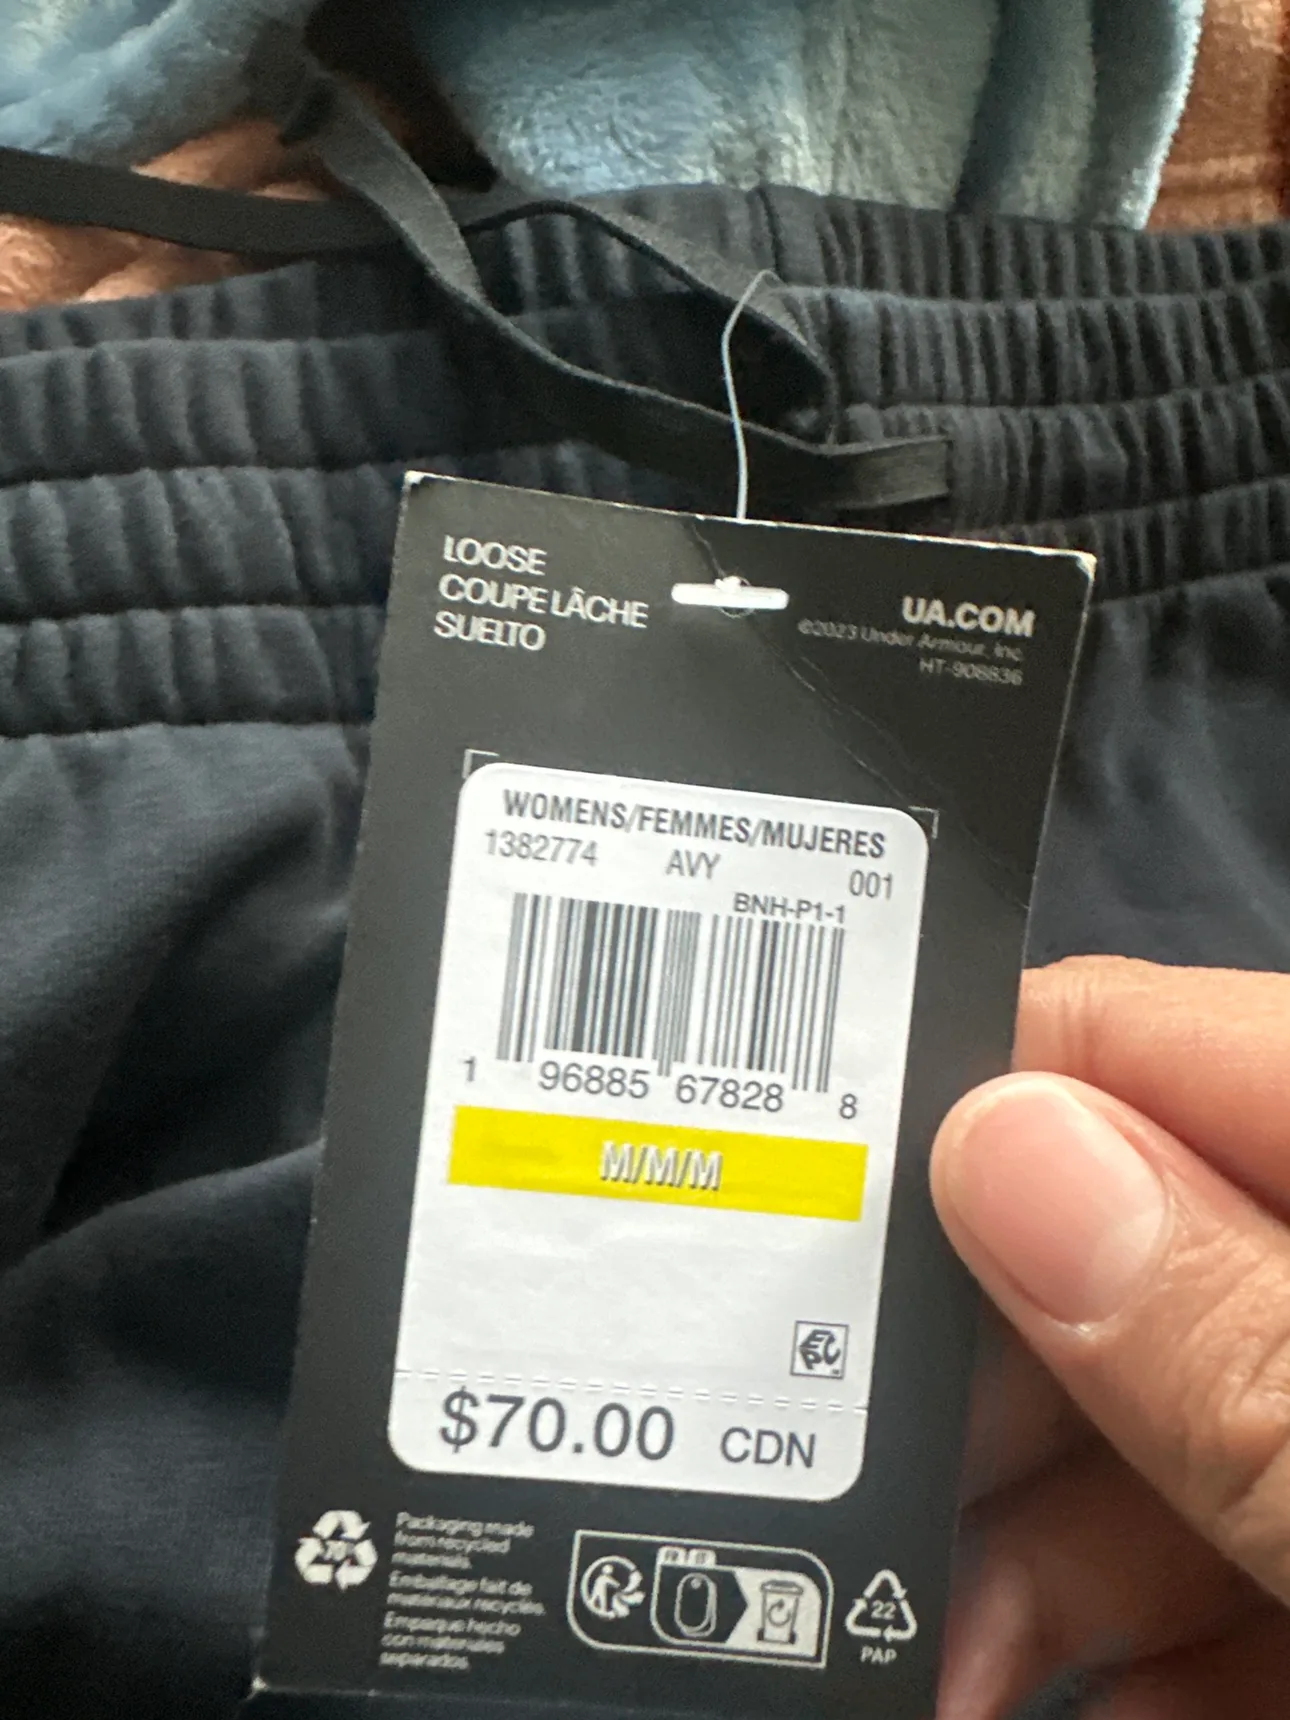 LOOSE
COUPE LÂCHE
SUELTO
UA.COM
©2023 Under Armour, Inc.
HT-908836
WOMENS/FEMMES/MUJERES
1382774 AVY 001
BNH-P1-1
1 96885 67828 8
M/M/M
$70.00 CDN
Packaging made
from recycled
materials.
Emballage fait de
matériaux recyclés.
Empaque hecho
con materiales
separados.
FR
22
PAP